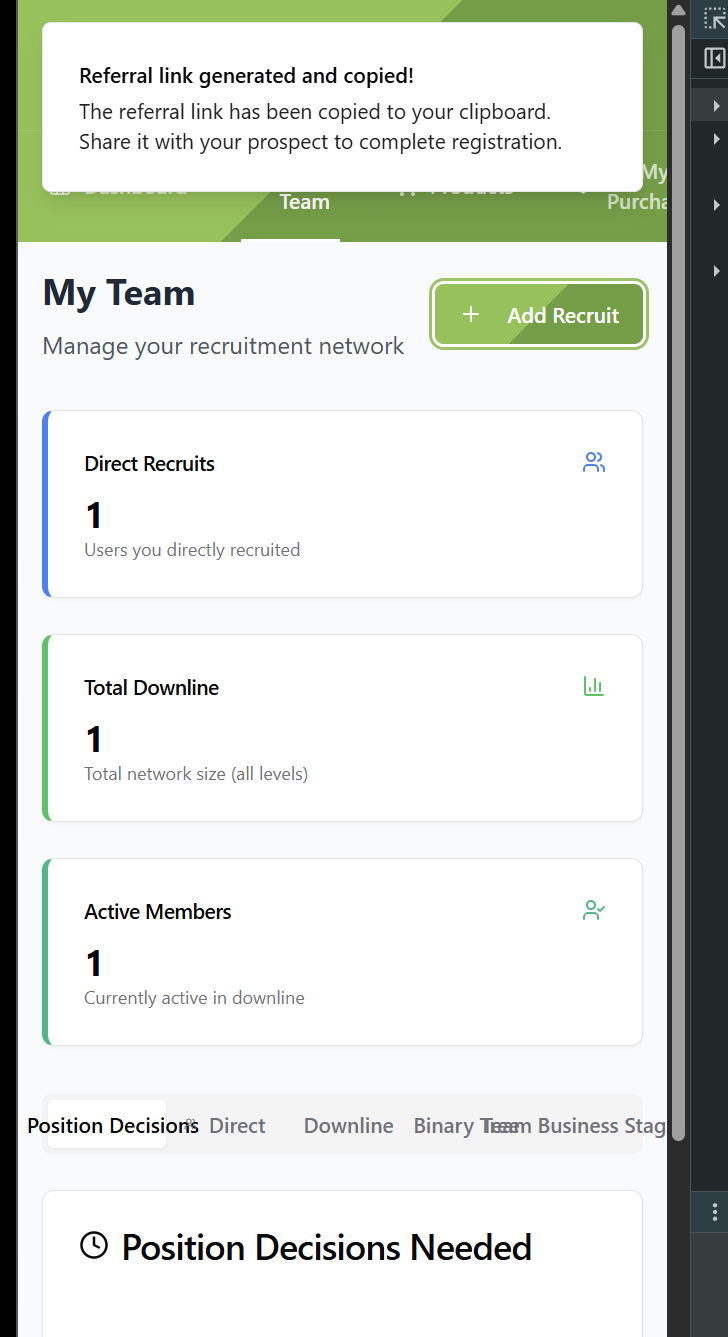 Referral link generated and copied!
The referral link has been copied to your clipboard.
Share it with your prospect to complete registration.
My
Team
Purcha
My Team
Manage your recruitment network
+ Add Recruit
Direct Recruits
1
Users you directly recruited
Total Downline
1
Total network size (all levels)
Active Members
1
Currently active in downline
Position Decisions Direct Downline Binary Tree Team Business Stag
Position Decisions Needed